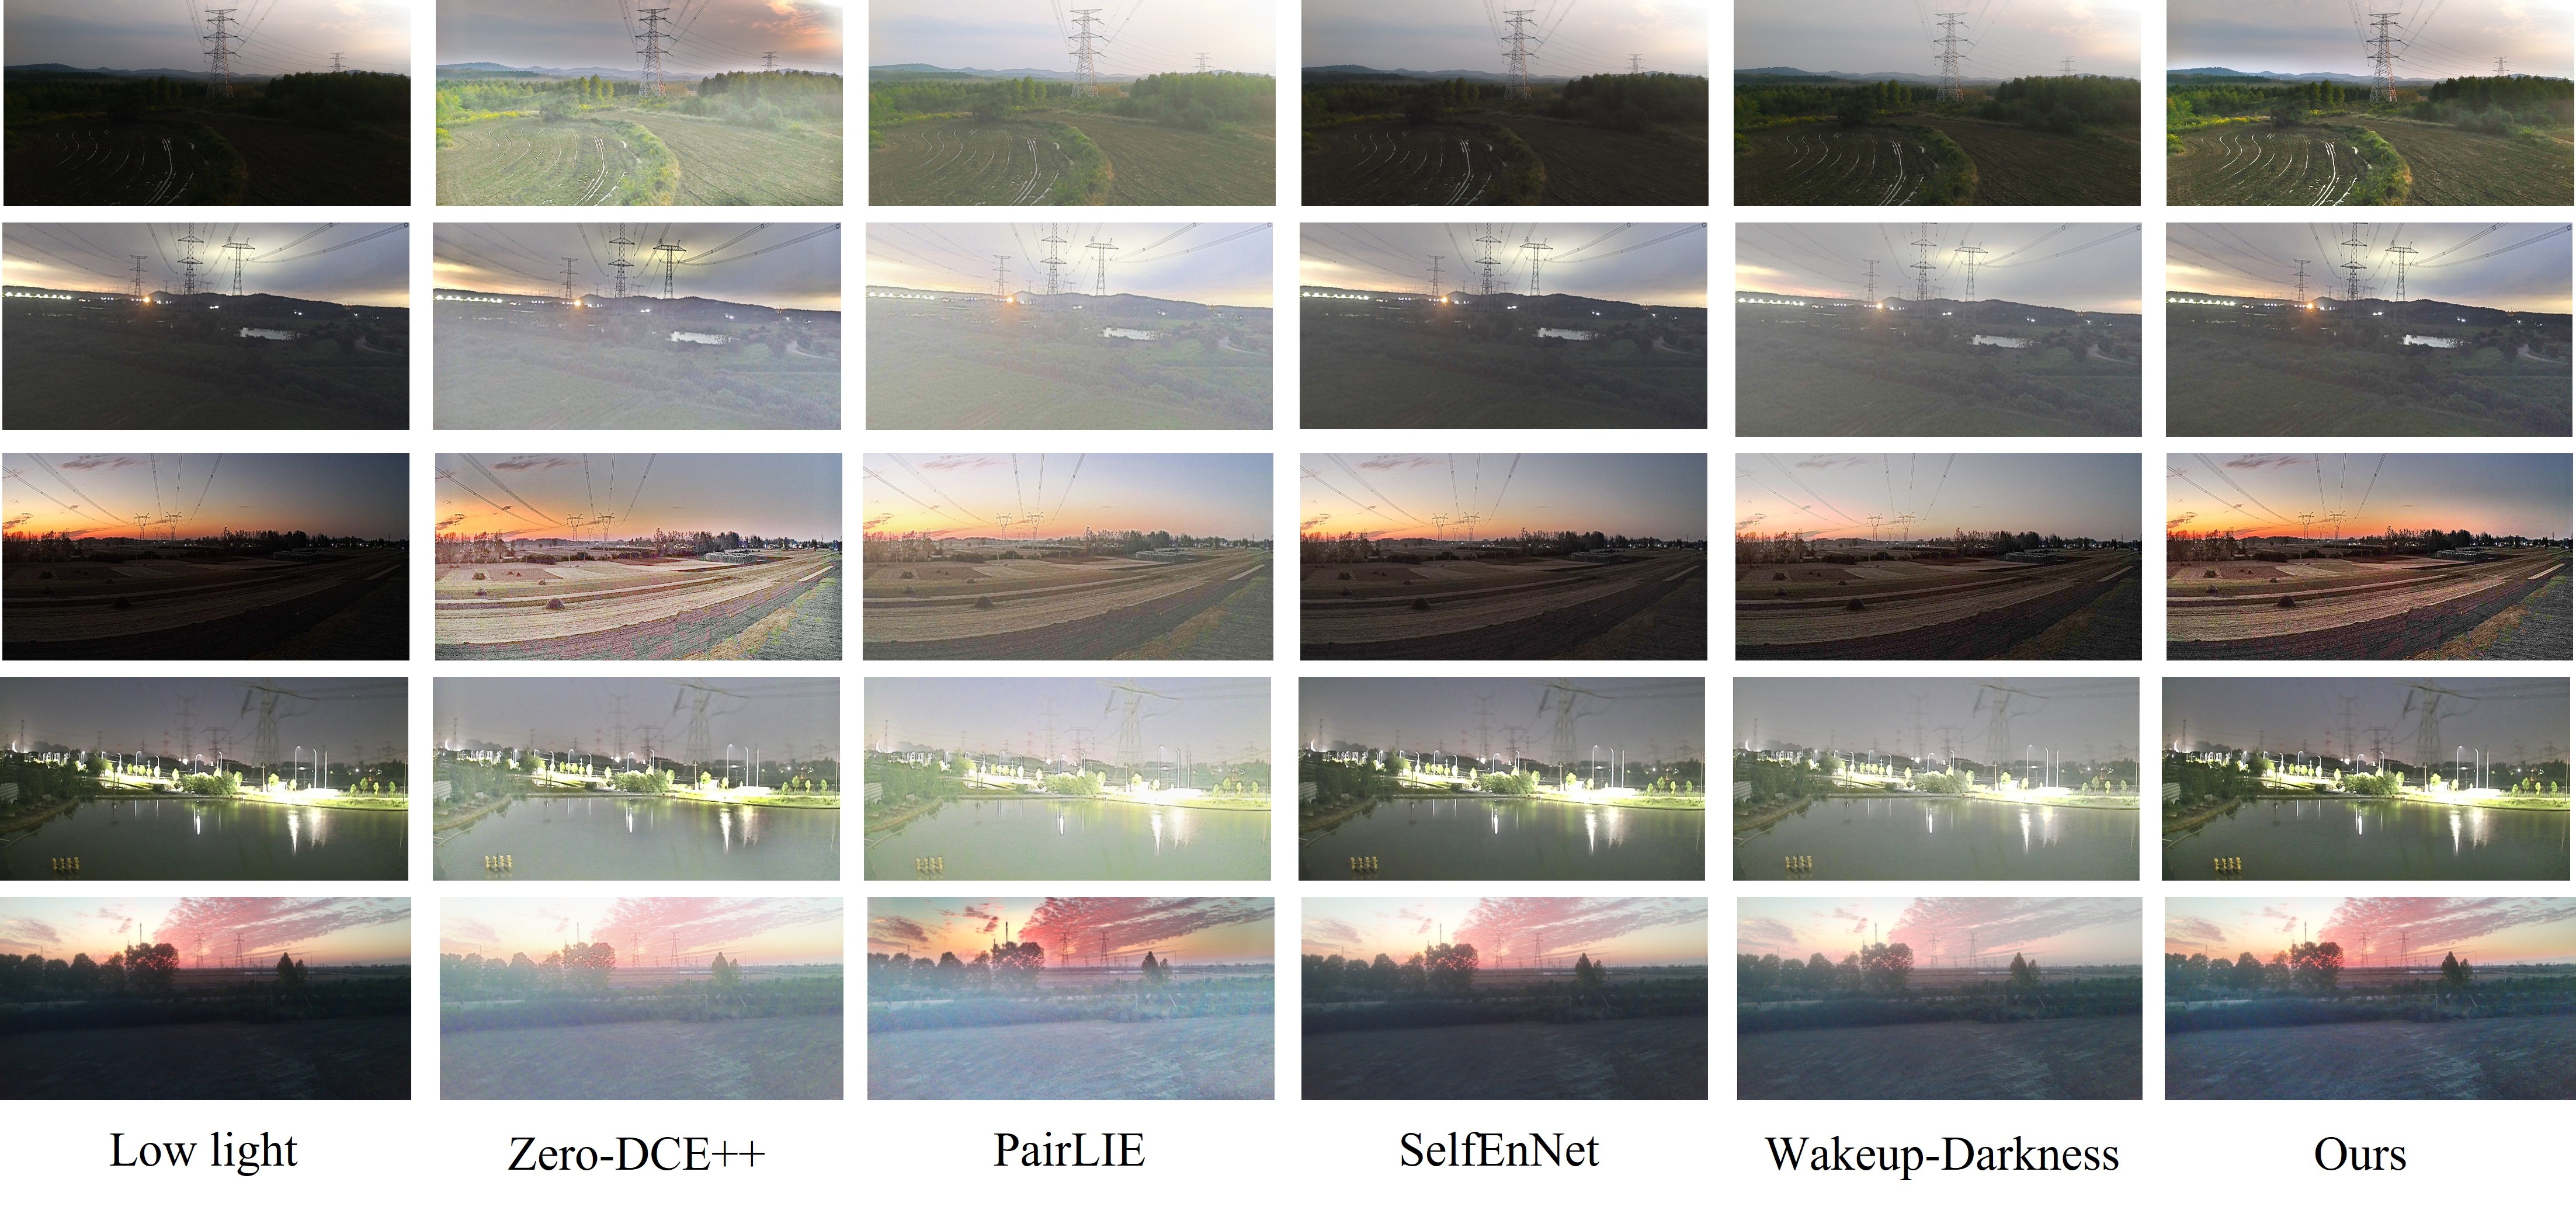 Low light
Zero-DCE++
PairLIE
SelfEnNet
Wakeup-Darkness
Ours